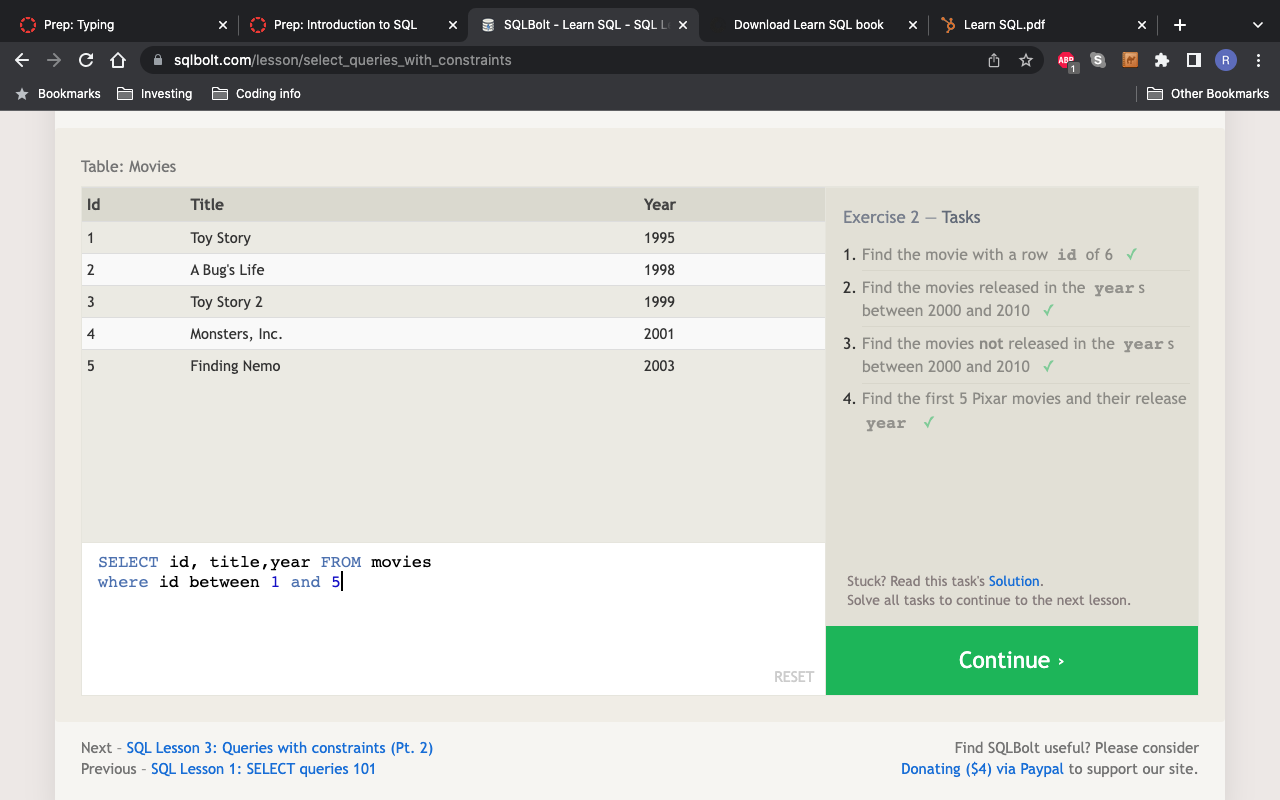 Prep: Typing
Prep: Introduction to SQL
SQLBolt - Learn SQL - SQL Le
Download Learn SQL book
Learn SQL.pdf
sqlbolt.com/lesson/select_queries_with_constraints
ABP
1
S
R
Bookmarks
Investing
Coding info
Other Bookmarks
Table: Movies
Id Title Year
1 Toy Story 1995
2 A Bug's Life 1998
3 Toy Story 2 1999
4 Monsters, Inc. 2001
5 Finding Nemo 2003
SELECT id, title,year FROM movies
where id between 1 and 5
RESET
Exercise 2 — Tasks
1. Find the movie with a row id of 6 ✓
2. Find the movies released in the year s
between 2000 and 2010 ✓
3. Find the movies not released in the year s
between 2000 and 2010 ✓
4. Find the first 5 Pixar movies and their release
year ✓
Stuck? Read this task's Solution.
Solve all tasks to continue to the next lesson.
Continue ›
Next – SQL Lesson 3: Queries with constraints (Pt. 2)
Previous – SQL Lesson 1: SELECT queries 101
Find SQLBolt useful? Please consider
Donating ($4) via Paypal to support our site.